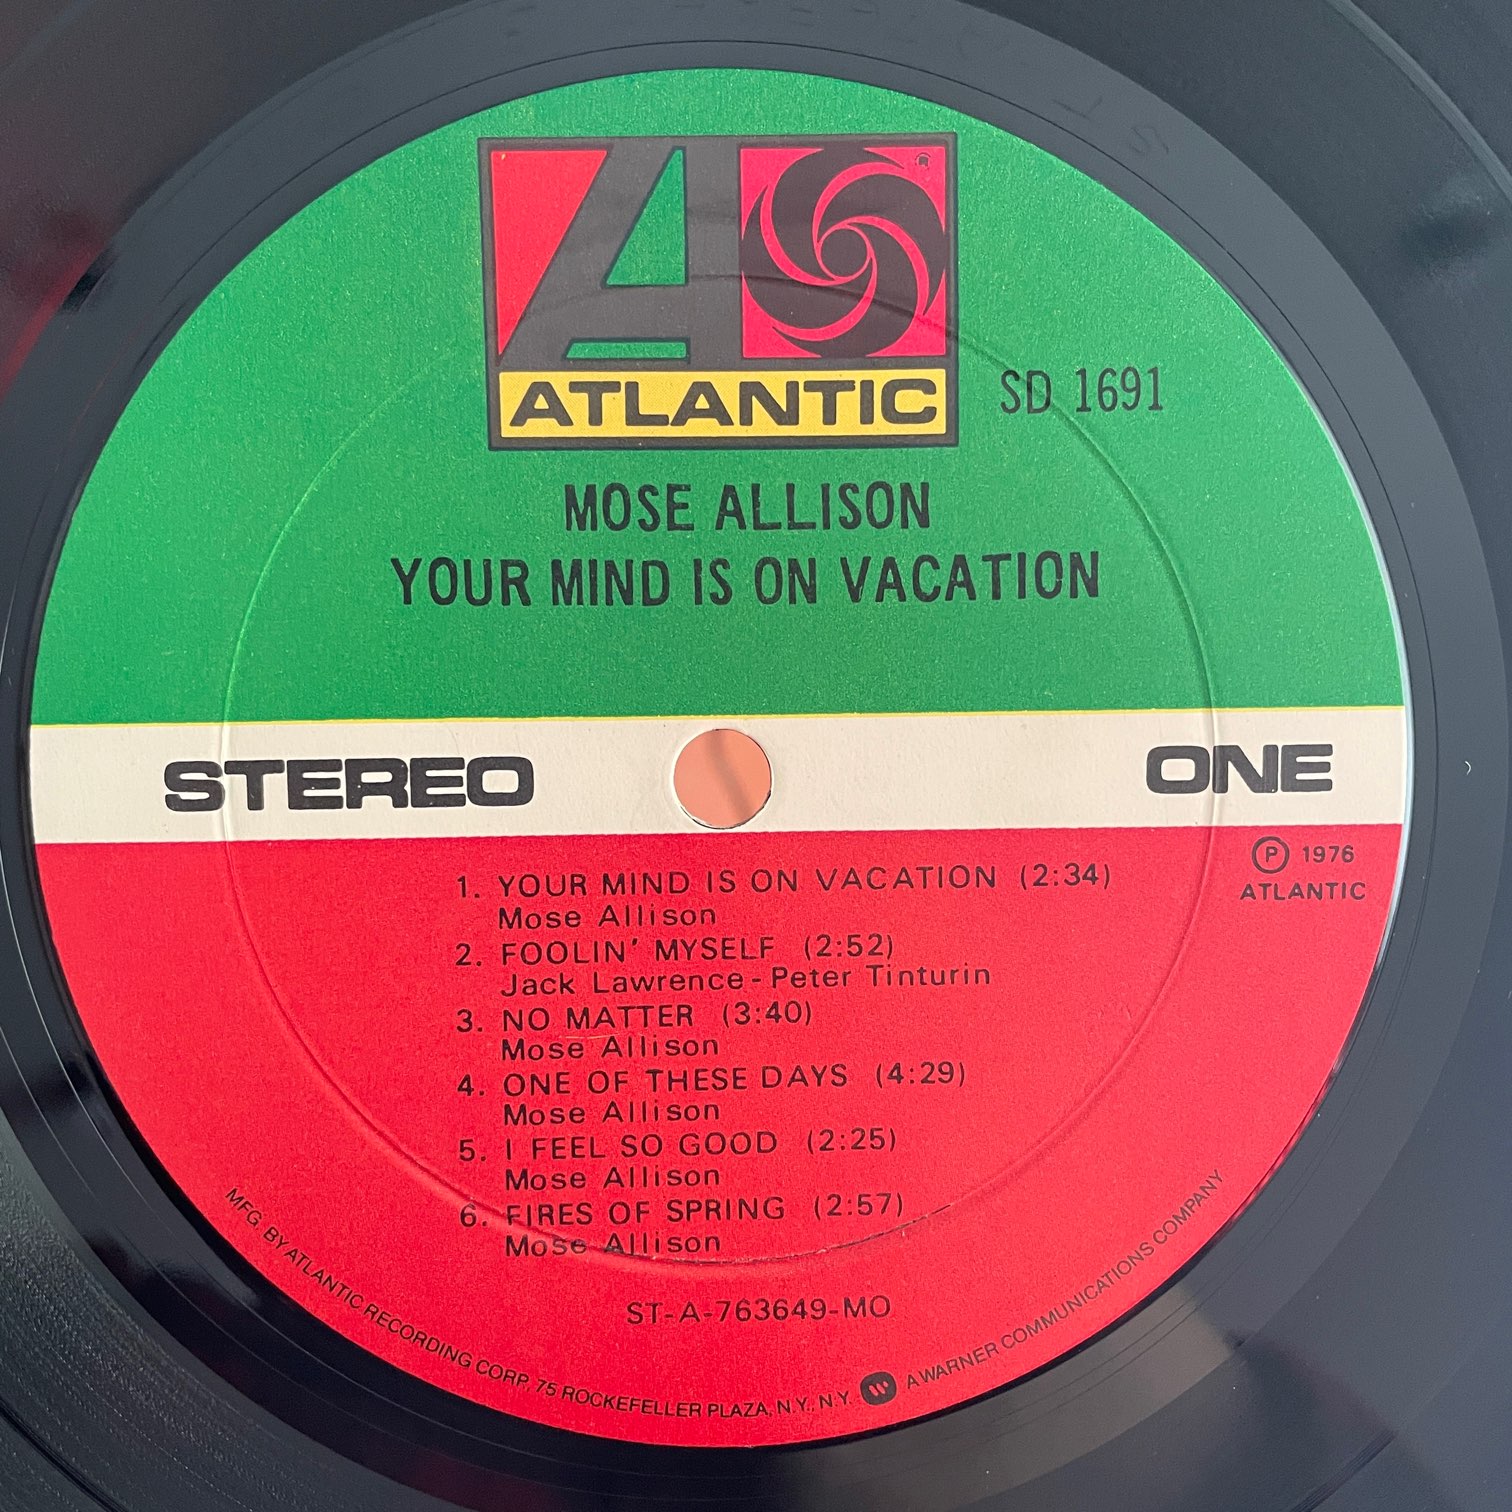 ATLANTIC
SD 1691
MOSE ALLISON
YOUR MIND IS ON VACATION
STEREO
ONE
℗ 1976
ATLANTIC
1. YOUR MIND IS ON VACATION (2:34)
Mose Allison
2. FOOLIN' MYSELF (2:52)
Jack Lawrence-Peter Tinturin
3. NO MATTER (3:40)
Mose Allison
4. ONE OF THESE DAYS (4:29)
Mose Allison
5. I FEEL SO GOOD (2:25)
Mose Allison
6. FIRES OF SPRING (2:57)
Mose Allison
ST-A-763649-MO
MFG. BY ATLANTIC RECORDING CORP., 75 ROCKEFELLER PLAZA, N.Y., N.Y. A WARNER COMMUNICATIONS COMPANY